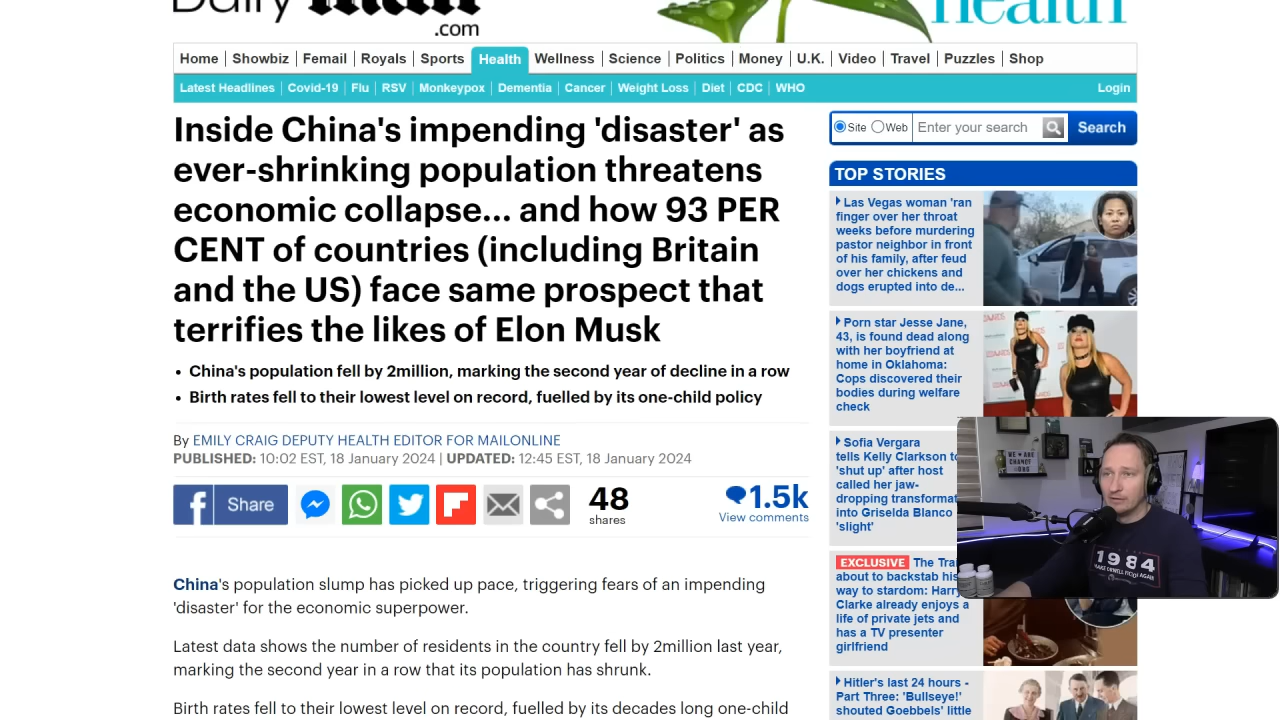 Daily Mail
.com
health
Home Showbiz Femail Royals Sports Health Wellness Science Politics Money U.K. Video Travel Puzzles Shop
Latest Headlines Covid-19 Flu RSV Monkeypox Dementia Cancer Weight Loss Diet CDC WHO Login
Inside China's impending 'disaster' as
ever-shrinking population threatens
economic collapse... and how 93 PER
CENT of countries (including Britain
and the US) face same prospect that
terrifies the likes of Elon Musk
China's population fell by 2million, marking the second year of decline in a row
Birth rates fell to their lowest level on record, fuelled by its one-child policy
By EMILY CRAIG DEPUTY HEALTH EDITOR FOR MAILONLINE
PUBLISHED: 10:02 EST, 18 January 2024 | UPDATED: 12:45 EST, 18 January 2024
Share
48
shares
1.5k
View comments
China's population slump has picked up pace, triggering fears of an impending
'disaster' for the economic superpower.
Latest data shows the number of residents in the country fell by 2million last year,
marking the second year in a row that its population has shrunk.
Birth rates fell to their lowest level on record, fuelled by its decades long one-child
Site Web Enter your search Search
TOP STORIES
Las Vegas woman 'ran
finger over her throat
weeks before murdering
pastor neighbor in front
of his family, after feud
over her chickens and
dogs erupted into de...
Porn star Jesse Jane,
43, is found dead along
with her boyfriend at
home in Oklahoma:
Cops discovered their
bodies during welfare
check
Sofia Vergara
tells Kelly Clarkson to
'shut up' after host
called her jaw-
dropping transformat
into Griselda Blanco
'slight'
EXCLUSIVE The Trai
about to backstab his
way to stardom: Harry
Clarke already enjoys a
life of private jets and
has a TV presenter
girlfriend
Hitler's last 24 hours -
Part Three: 'Bullseye!'
shouted Goebbels' little
WE ARE
CHANGE
.ORG
1984
MAKE ORWELL FICTION AGAIN